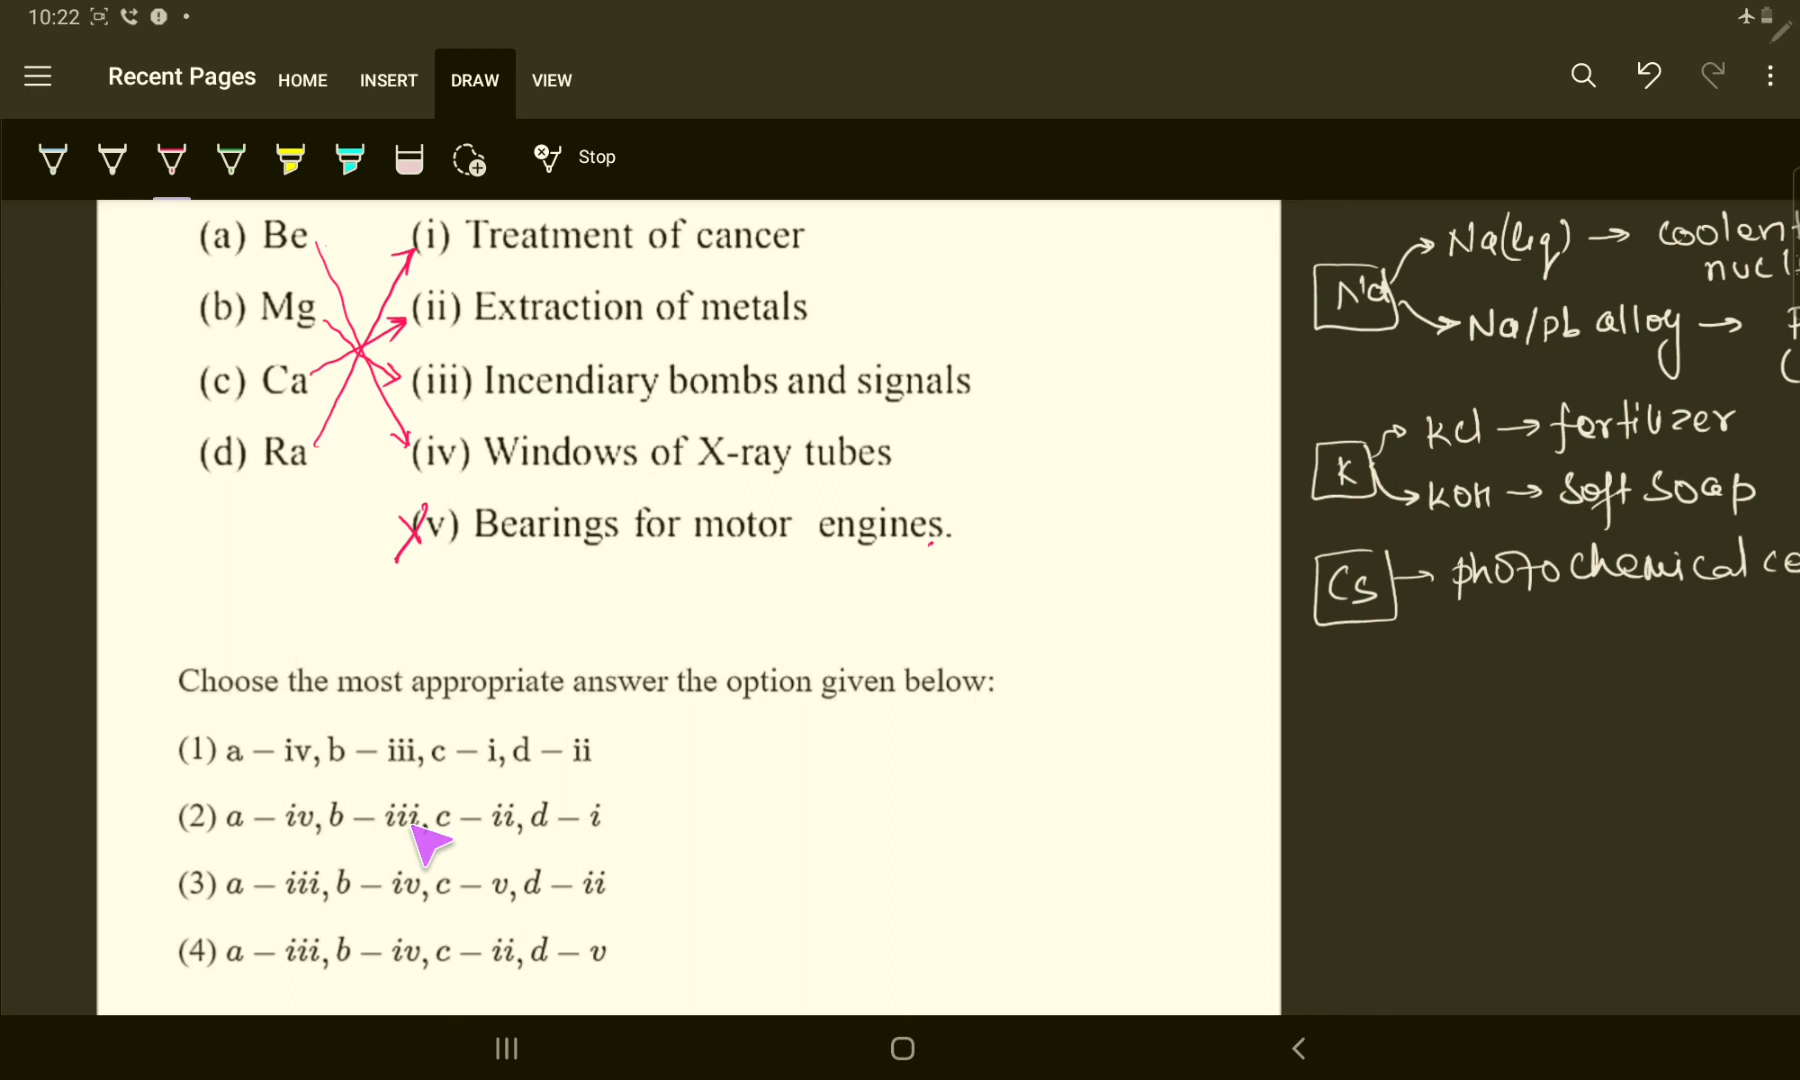 10:22
Recent Pages HOME INSERT DRAW VIEW
Stop
(a) Be (i) Treatment of cancer
(b) Mg (ii) Extraction of metals
(c) Ca (iii) Incendiary bombs and signals
(d) Ra (iv) Windows of X-ray tubes
(v) Bearings for motor engines.
Choose the most appropriate answer the option given below:
(1) a – iv, b – iii, c – i, d – ii
(2) a – iv, b – iii, c – ii, d – i
(3) a – iii, b – iv, c – v, d – ii
(4) a – iii, b – iv, c – ii, d – v
Na(liq) → coolent
nucl
Na
Na/pb alloy →
KCl → fertilizer
K
KOH → Soft Soap
Cs → photochemical ce